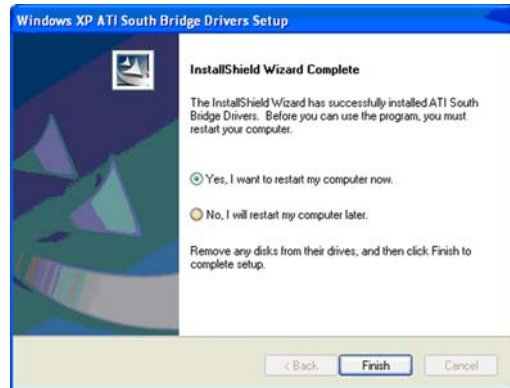 Windows XP ATI South Bridge Drivers Setup
InstallShield Wizard Complete
The InstallShield Wizard has successfully installed ATI South
Bridge Drivers. Before you can use the program, you must
restart your computer.
Yes, I want to restart my computer now.
No, I will restart my computer later.
Remove any disks from their drives, and then click Finish to
complete setup.
< Back
Finish
Cancel